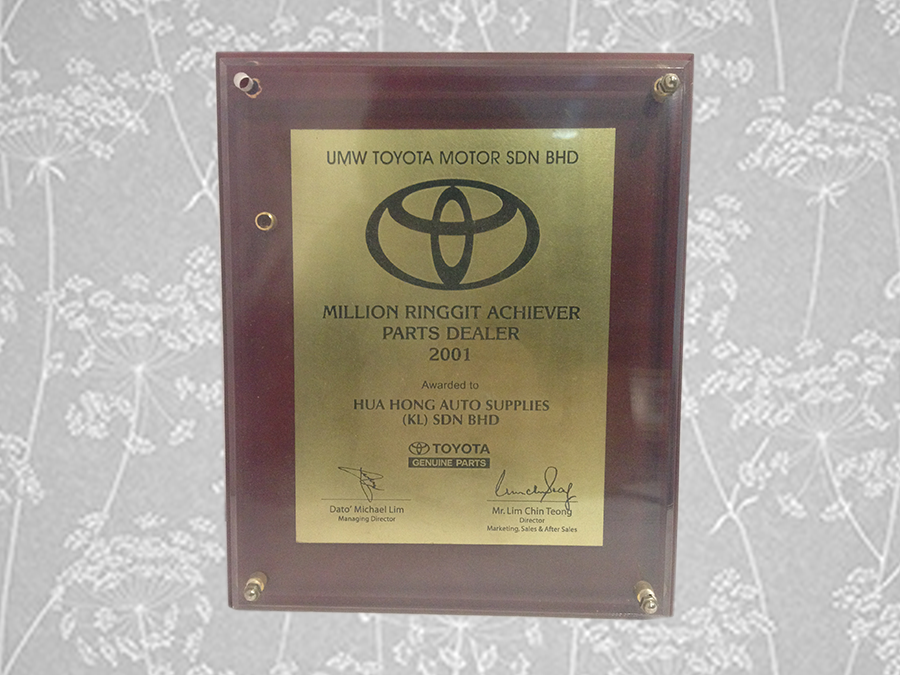 UMW TOYOTA MOTOR SDN BHD
MILLION RINGGIT ACHIEVER
PARTS DEALER
2001
Awarded to
HUA HONG AUTO SUPPLIES
(KL) SDN BHD
TOYOTA
GENUINE PARTS
Dato' Michael Lim
Managing Director
Mr. Lim Chin Teong
Director
Marketing, Sales & After Sales